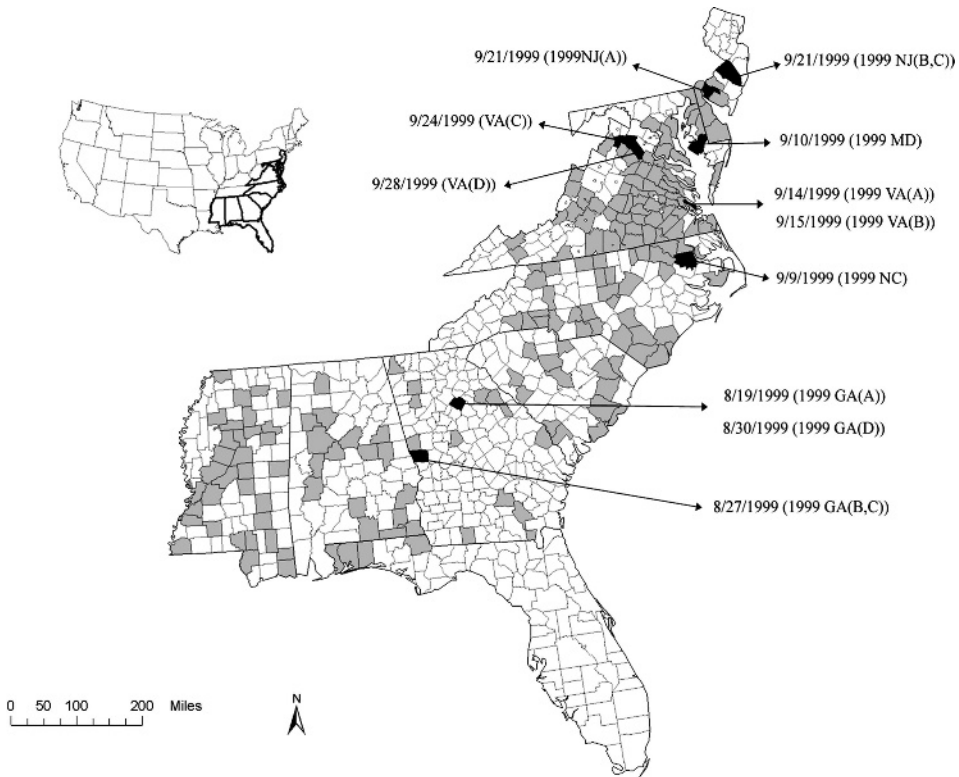 9/21/1999 (1999NJ(A))
9/21/1999 (1999 NJ(B,C))
9/24/1999 (VA(C))
9/10/1999 (1999 MD)
9/28/1999 (VA(D))
9/14/1999 (1999 VA(A))
9/15/1999 (1999 VA(B))
9/9/1999 (1999 NC)
8/19/1999 (1999 GA(A))
8/30/1999 (1999 GA(D))
8/27/1999 (1999 GA(B,C))
0 50 100 200 Miles
N